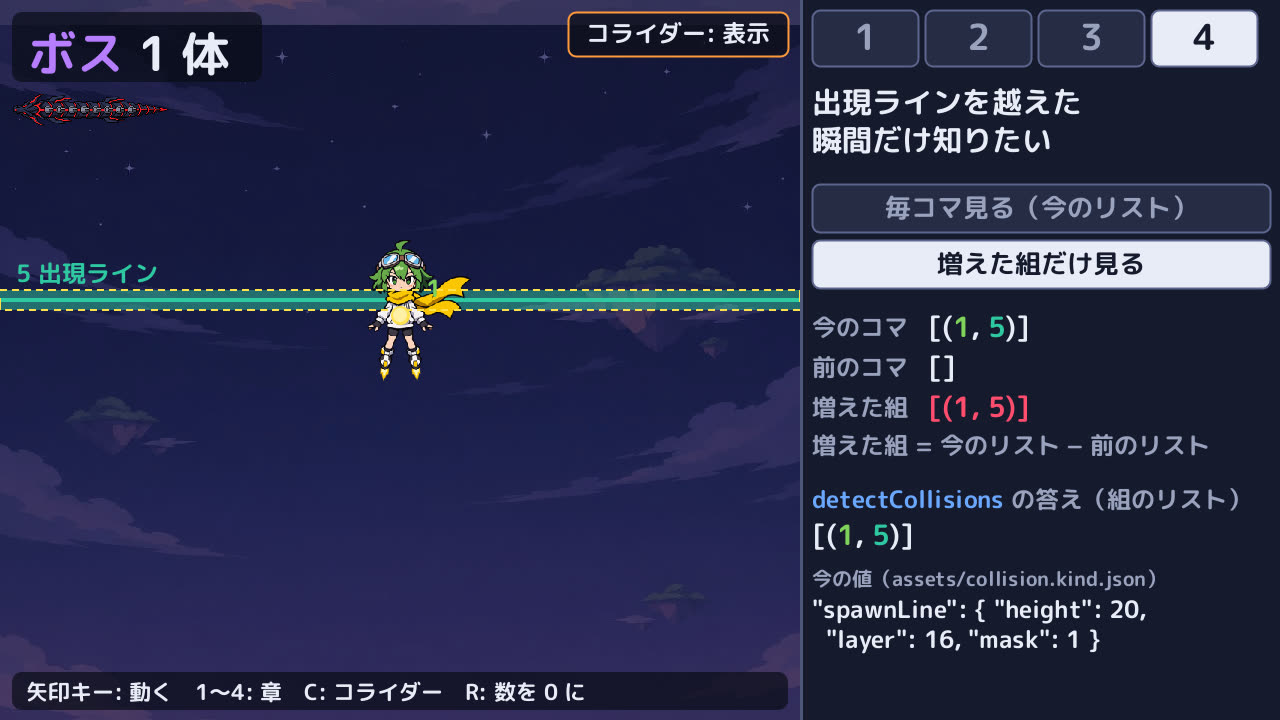 ボス 1 体
コライダー: 表示
5 出現ライン
1
矢印キー: 動く 1〜4: 章 C: コライダー R: 数を 0 に
1 2 3 4
出現ラインを越えた
瞬間だけ知りたい
毎コマ見る（今のリスト）
増えた組だけ見る
今のコマ [(1, 5)]
前のコマ []
増えた組 [(1, 5)]
増えた組 = 今のリスト − 前のリスト
detectCollisions の答え（組のリスト）
[(1, 5)]
今の値（assets/collision.kind.json）
"spawnLine": { "height": 20,
"layer": 16, "mask": 1 }